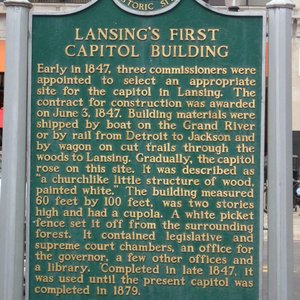 HISTORIC SI
LANSING'S FIRST
CAPITOL BUILDING
Early in 1847, three commissioners were
appointed to select an appropriate
site for the capitol in Lansing. The
contract for construction was awarded
on June 3, 1847. Building materials were
shipped by boat on the Grand River
or by rail from Detroit to Jackson and
by wagon on cut trails through the
woods to Lansing. Gradually, the capitol
rose on this site. It was described as
"a churchlike little structure of wood,
painted white." The building measured
60 feet by 100 feet, was two stories
high and had a cupola. A white picket
fence set it off from the surrounding
forest. It contained legislative and
supreme court chambers, an office for
the governor, a few other offices and
a library. Completed in late 1847, it
was used until the present capitol was
completed in 1879.